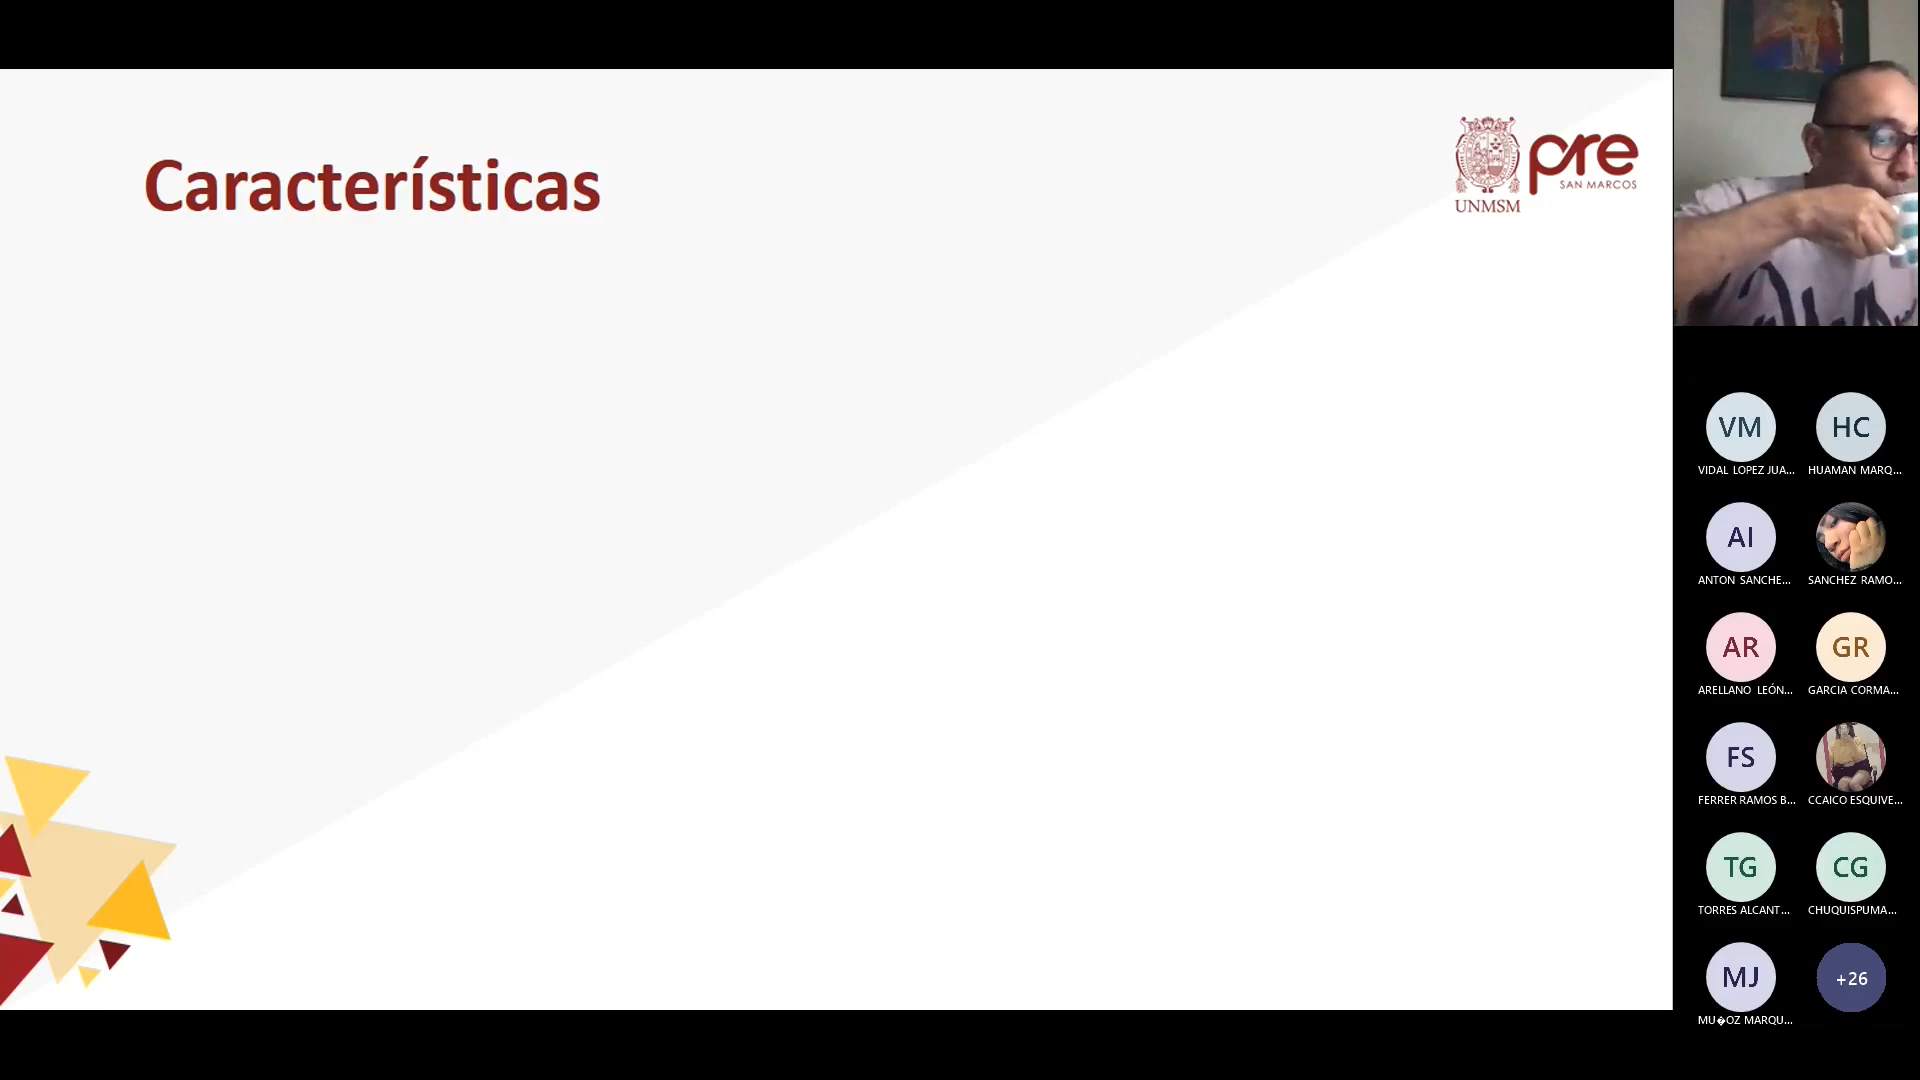 Características
UNMSM
pre
SAN MARCOS
VM
HC
VIDAL LOPEZ JUA...
HUAMAN MARQ...
AI
ANTON SANCHE...
SANCHEZ RAMO...
AR
GR
ARELLANO LEÓN...
GARCIA CORMA...
FS
FERRER RAMOS B...
CCAICO ESQUIVE...
TG
CG
TORRES ALCANT...
CHUQUISPUMA...
MJ
+26
MU�OZ MARQU...